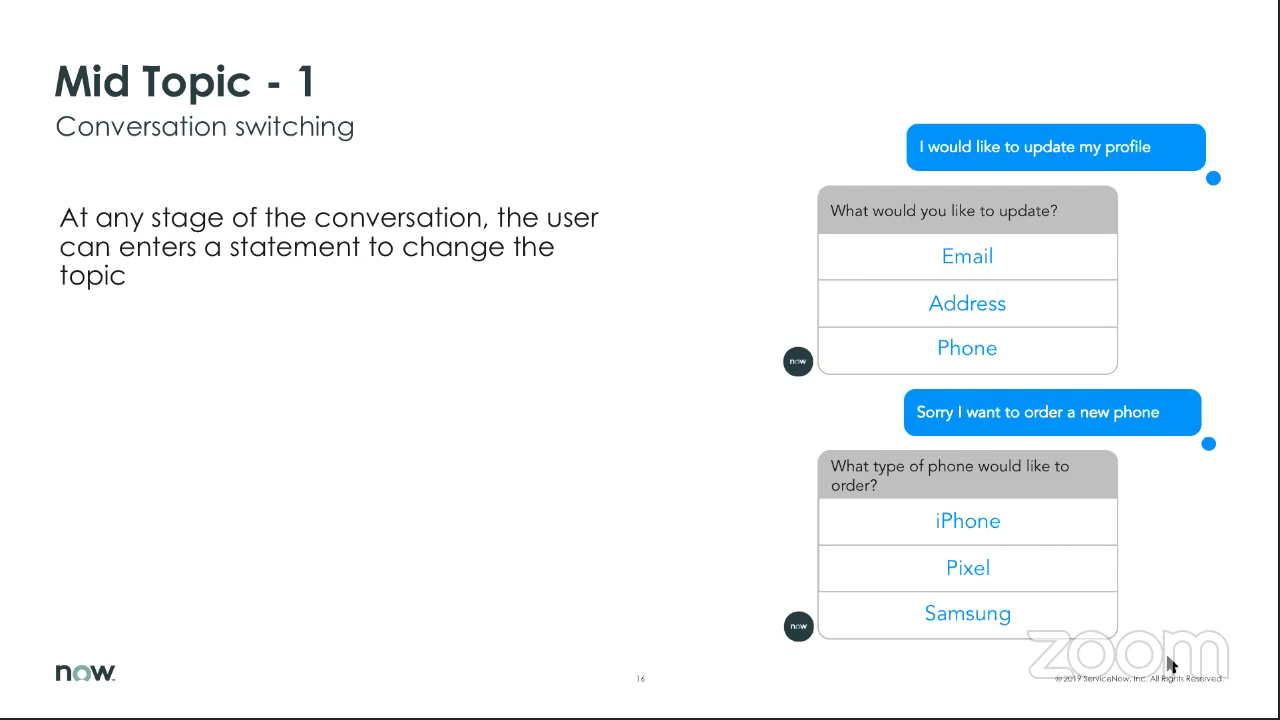 Mid Topic - 1
Conversation switching
At any stage of the conversation, the user
can enters a statement to change the
topic
I would like to update my profile
What would you like to update?
Email
Address
Phone
now
Sorry I want to order a new phone
What type of phone would like to
order?
iPhone
Pixel
Samsung
now
zoom
now
16
© 2019 ServiceNow, Inc. All Rights Reserved.